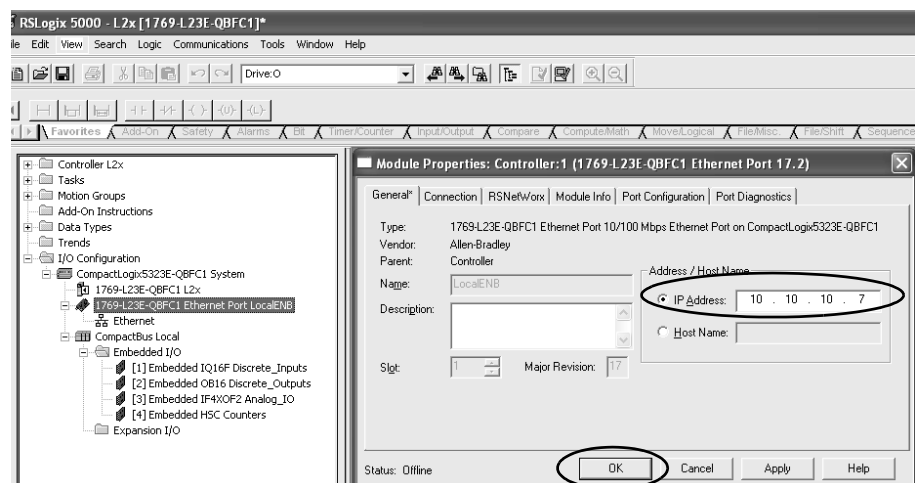 RSLogix 5000 - L2x [1769-L23E-QBFC1]*
File Edit View Search Logic Communications Tools Window Help
Drive:O
Favorites Add-On Safety Alarms Bit Timer/Counter Input/Output Compare Compute/Math Move/Logical File/Misc. File/Shift Sequence
Controller L2x
Tasks
Motion Groups
Add-On Instructions
Data Types
Trends
I/O Configuration
CompactLogix5323E-QBFC1 System
1769-L23E-QBFC1 L2x
1769-L23E-QBFC1 Ethernet Port LocalENB
Ethernet
CompactBus Local
Embedded I/O
[1] Embedded IQ16F Discrete_Inputs
[2] Embedded OB16 Discrete_Outputs
[3] Embedded IF4XOF2 Analog_IO
[4] Embedded HSC Counters
Expansion I/O
Module Properties: Controller:1 (1769-L23E-QBFC1 Ethernet Port 17.2)
General* Connection RSNetWorx Module Info Port Configuration Port Diagnostics
Type: 1769-L23E-QBFC1 Ethernet Port 10/100 Mbps Ethernet Port on CompactLogix5323E-QBFC1
Vendor: Allen-Bradley
Parent: Controller
Name: LocalENB
Description:
Slot: 1 Major Revision: 17
Address / Host Name
IP Address: 10 . 10 . 10 . 7
Host Name:
Status: Offline
OK Cancel Apply Help